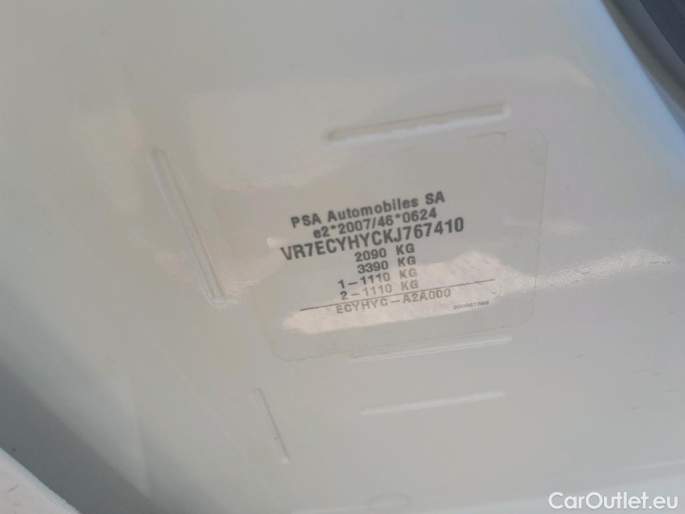 PSA Automobiles SA
e2*2007/46*0624
VR7ECYHYCKJ767410
2090 KG
3390 KG
1-1110 KG
2-1110 KG
ECYHYC-A2A000
CarOutlet.eu